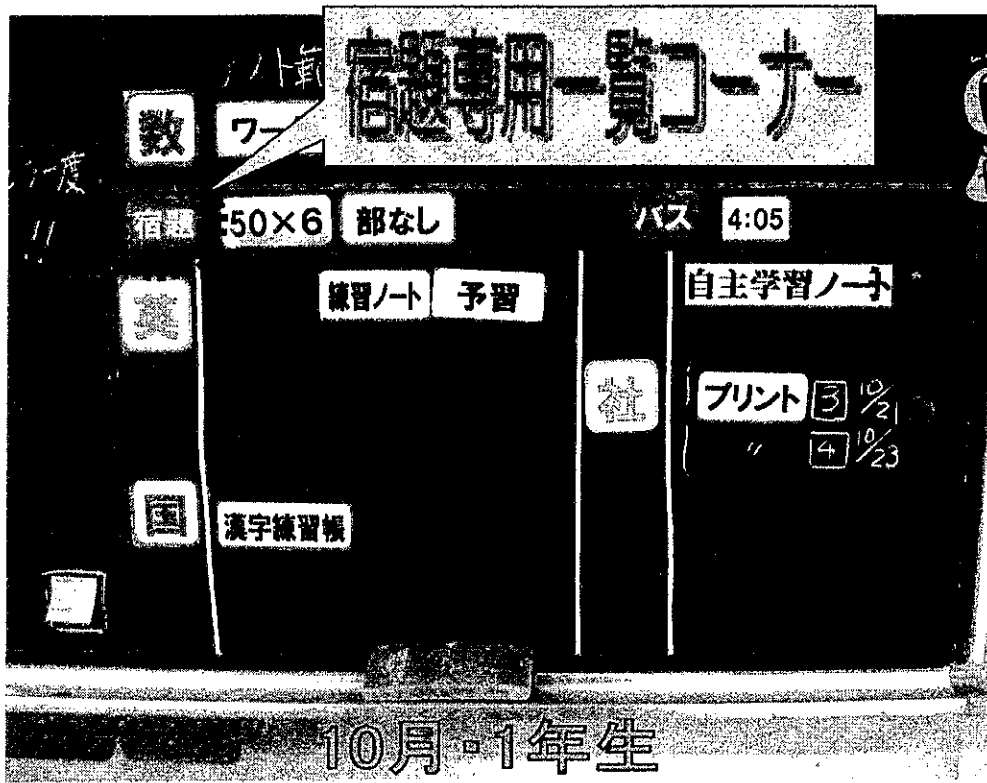 宿題専用一覧コーナー
数 ワー
度
宿題 50×6 部なし バス 4:05
英 練習ノート 予習 自主学習ノート
社 プリント 3 10/21
〃 4 10/23
国 漢字練習帳
10月・1年生